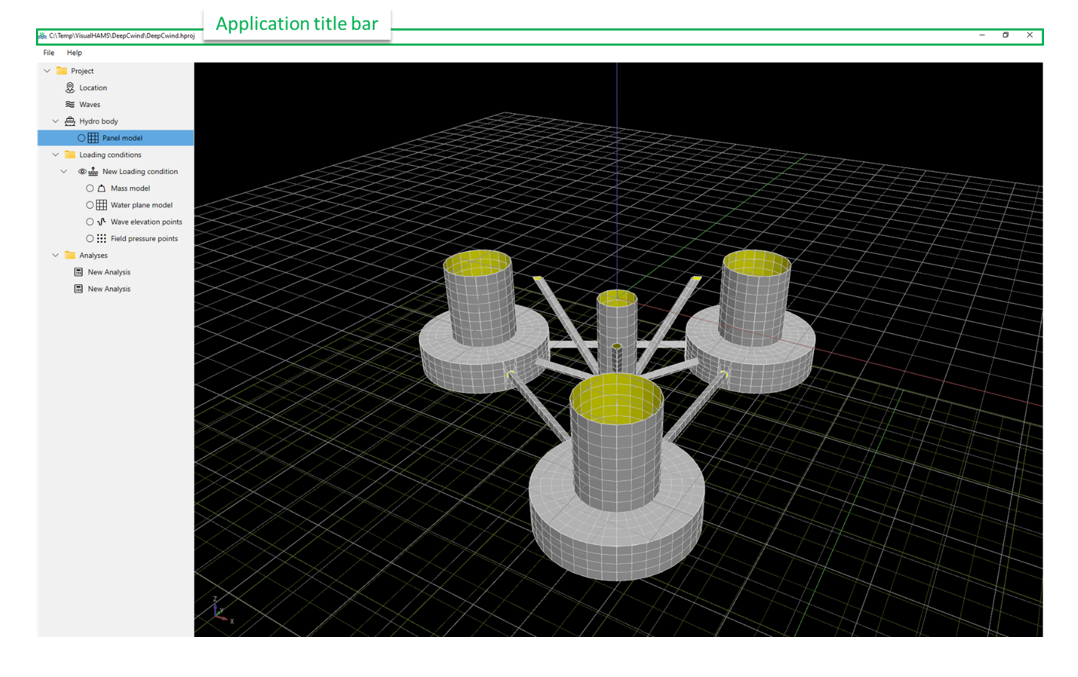 Application title bar
C:\Temp\VisualHAMS\DeepCwind\DeepCwind.hproj
File Help
Project
Location
Waves
Hydro body
Panel model
Loading conditions
New Loading condition
Mass model
Water plane model
Wave elevation points
Field pressure points
Analyses
New Analysis
New Analysis
Z
Y
X